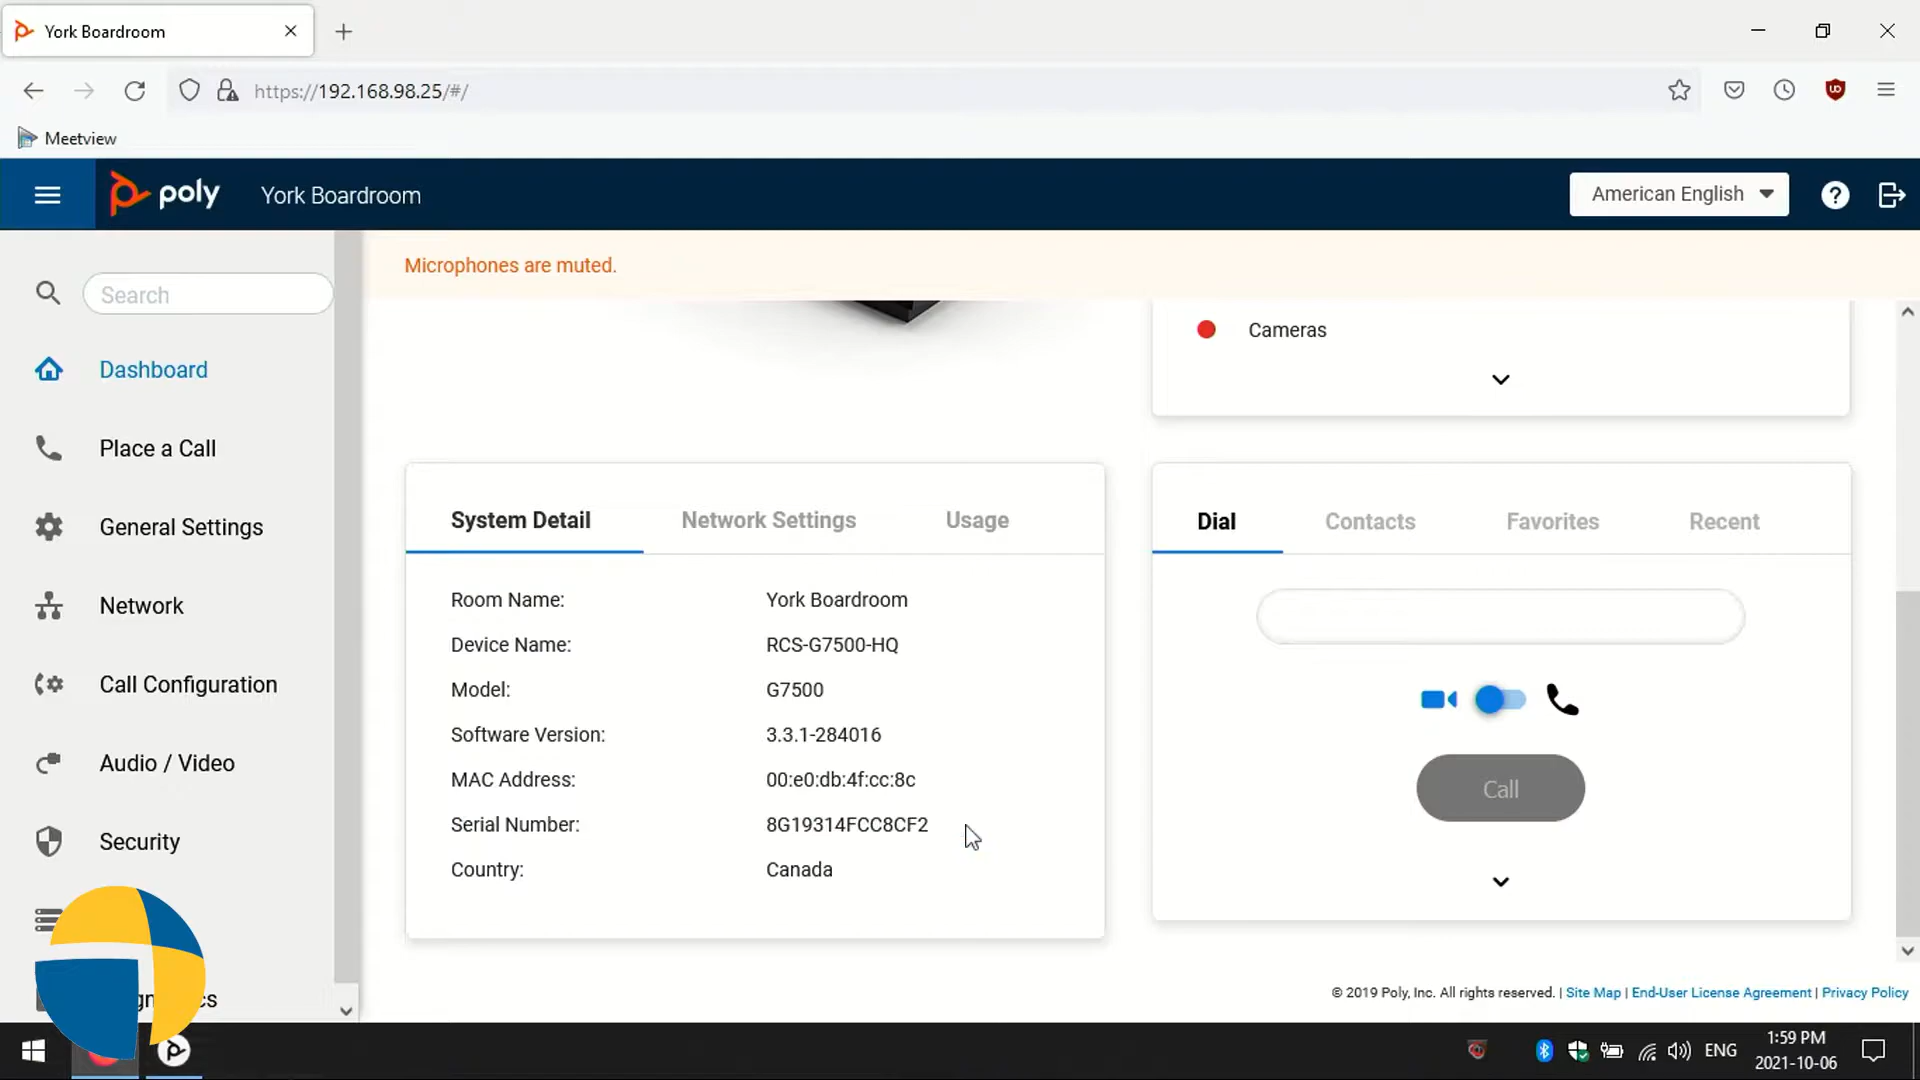 York Boardroom
https://192.168.98.25/#/
Meetview
poly
York Boardroom
American English
Microphones are muted.
Search
Dashboard
Place a Call
General Settings
Network
Call Configuration
Audio / Video
Security
Cameras
System Detail
Network Settings
Usage
Room Name: York Boardroom
Device Name: RCS-G7500-HQ
Model: G7500
Software Version: 3.3.1-284016
MAC Address: 00:e0:db:4f:cc:8c
Serial Number: 8G19314FCC8CF2
Country: Canada
Dial
Contacts
Favorites
Recent
Call
© 2019 Poly, Inc. All rights reserved. | Site Map | End-User License Agreement | Privacy Policy
ENG
1:59 PM
2021-10-06